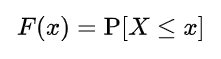 F(x) = P[X ≤ x]